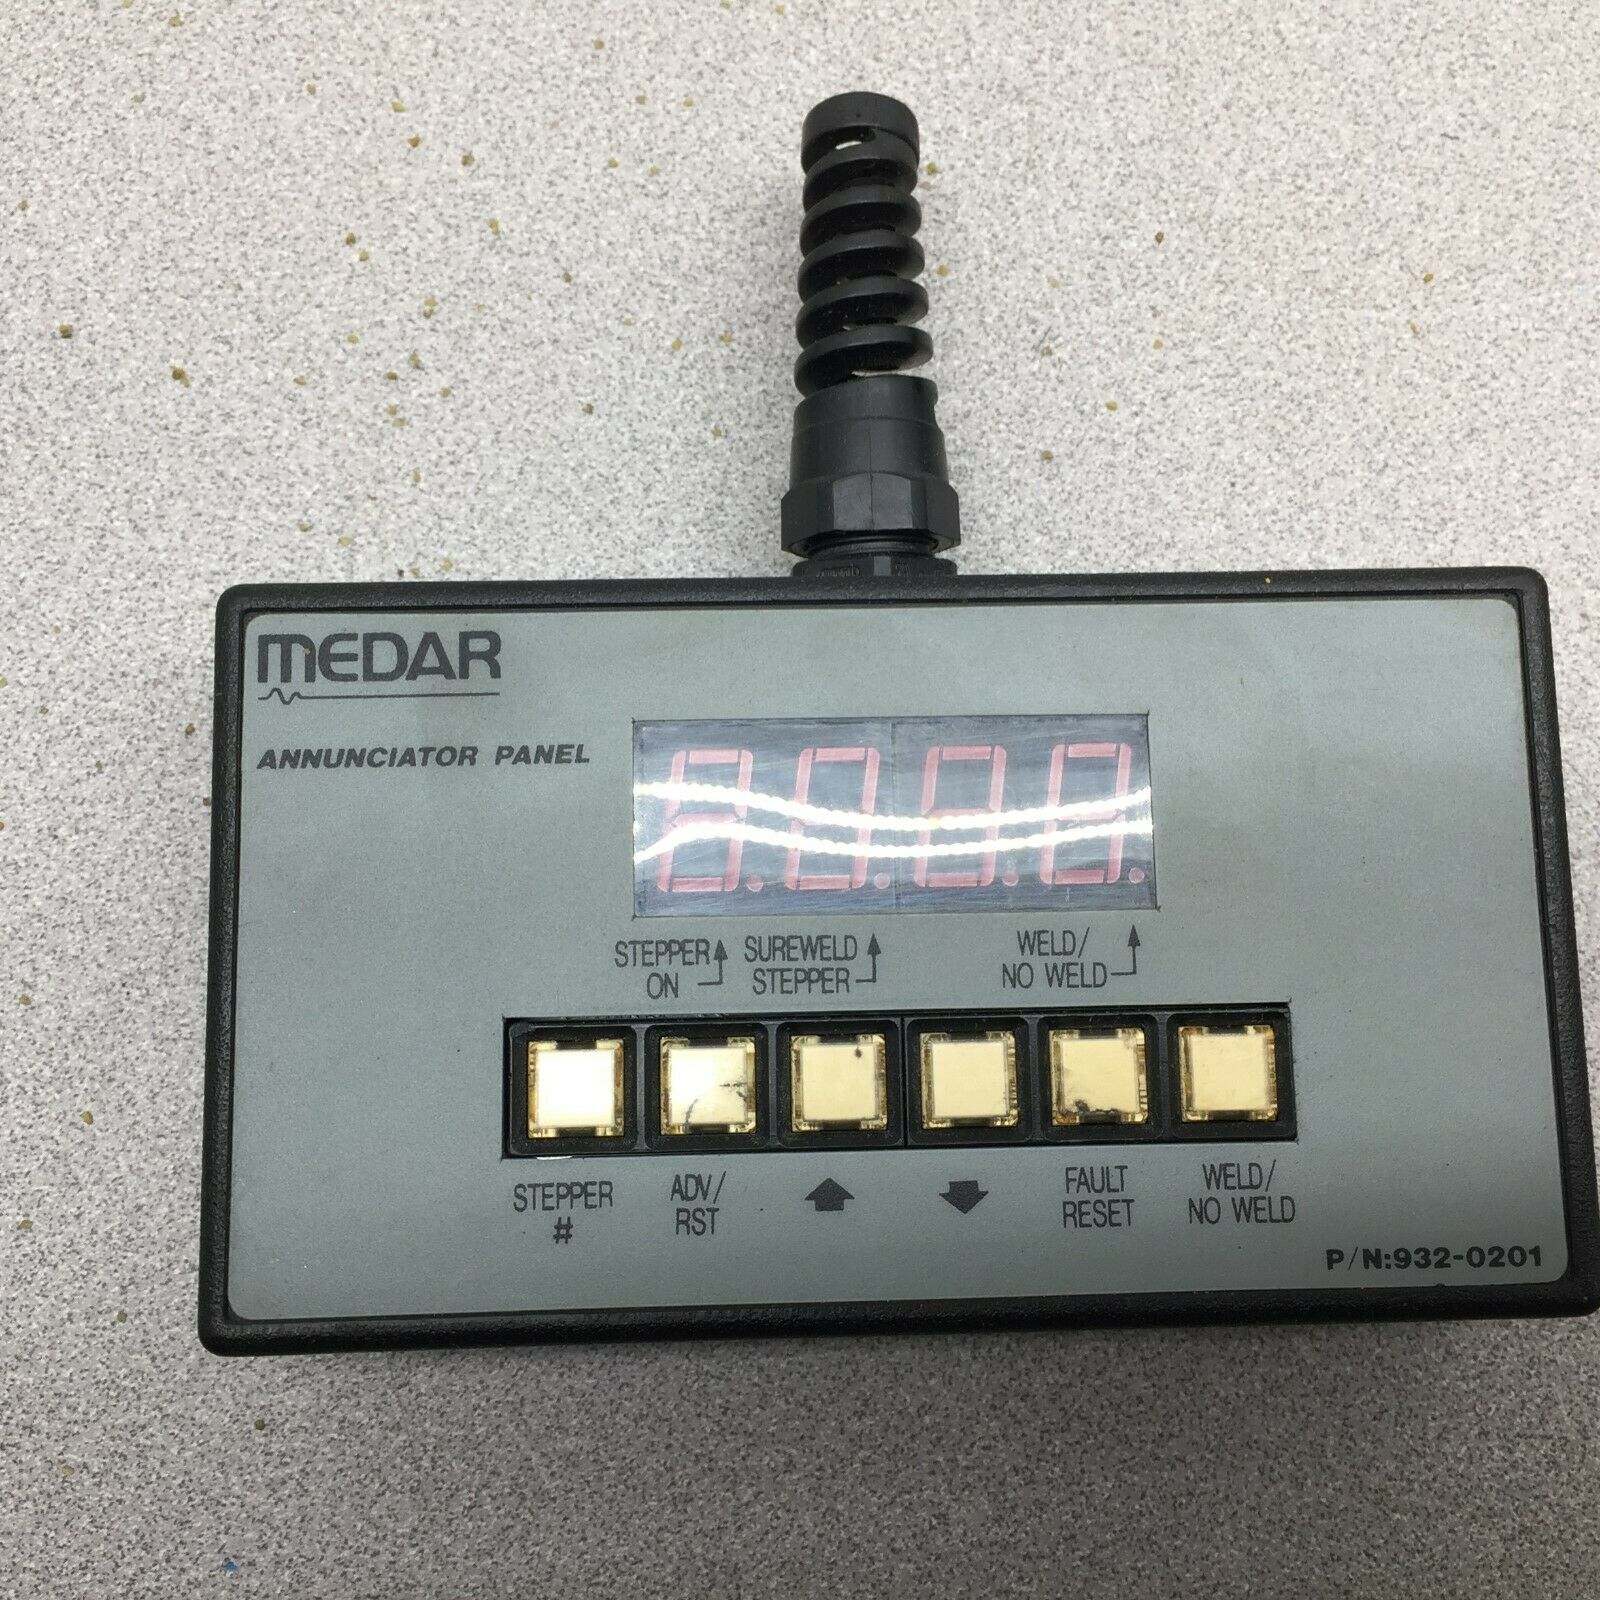 MEDAR
ANNUNCIATOR PANEL
STEPPER
ON
SUREWELD
STEPPER
WELD/
NO WELD
STEPPER
#
ADV/
RST
FAULT
RESET
WELD/
NO WELD
P/N:932-0201